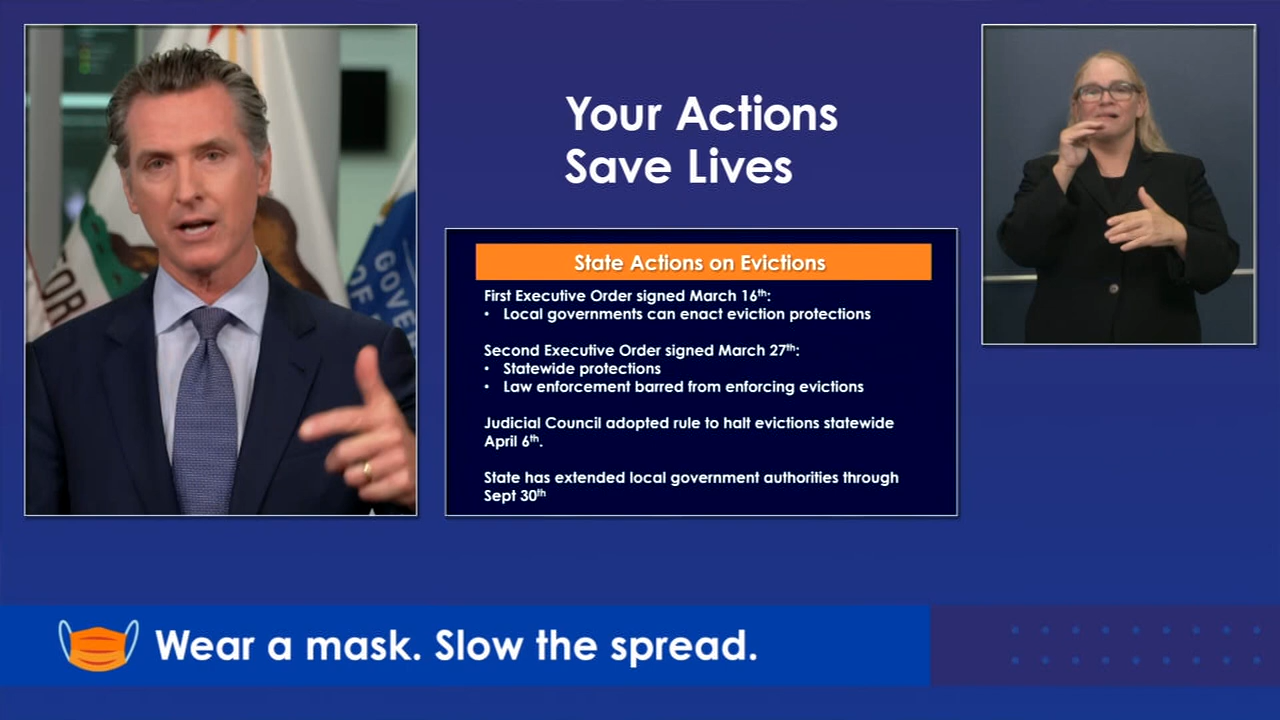 Your Actions
Save Lives
State Actions on Evictions
First Executive Order signed March 16th:
• Local governments can enact eviction protections
Second Executive Order signed March 27th:
• Statewide protections
• Law enforcement barred from enforcing evictions
Judicial Council adopted rule to halt evictions statewide
April 6th.
State has extended local government authorities through
Sept 30th
Wear a mask. Slow the spread.